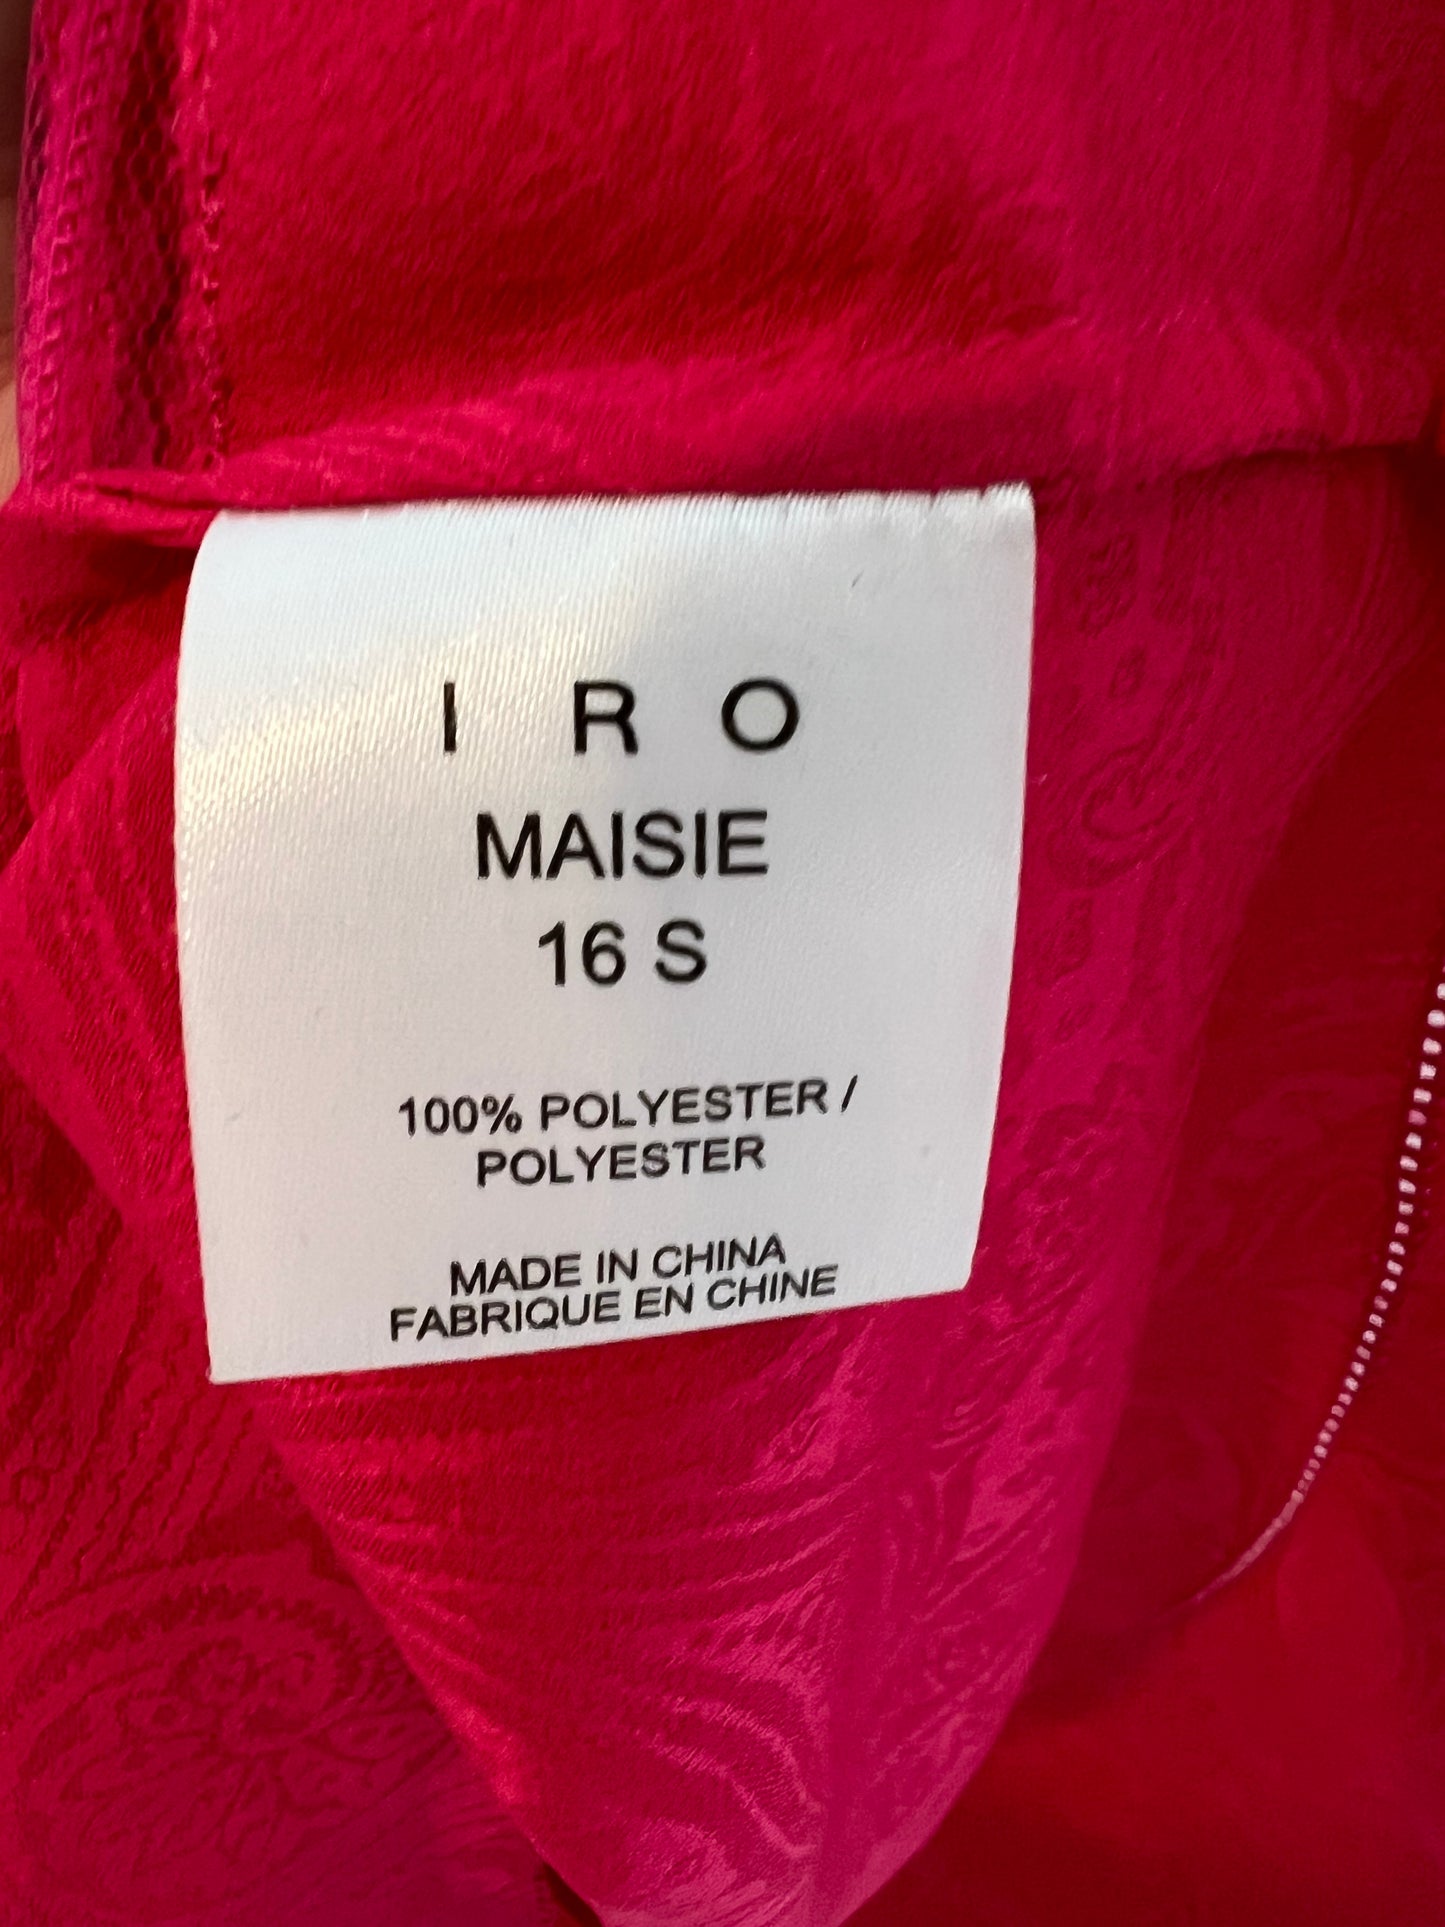 I R O
MAISIE
16 S
100% POLYESTER /
POLYESTER
MADE IN CHINA
FABRIQUE EN CHINE